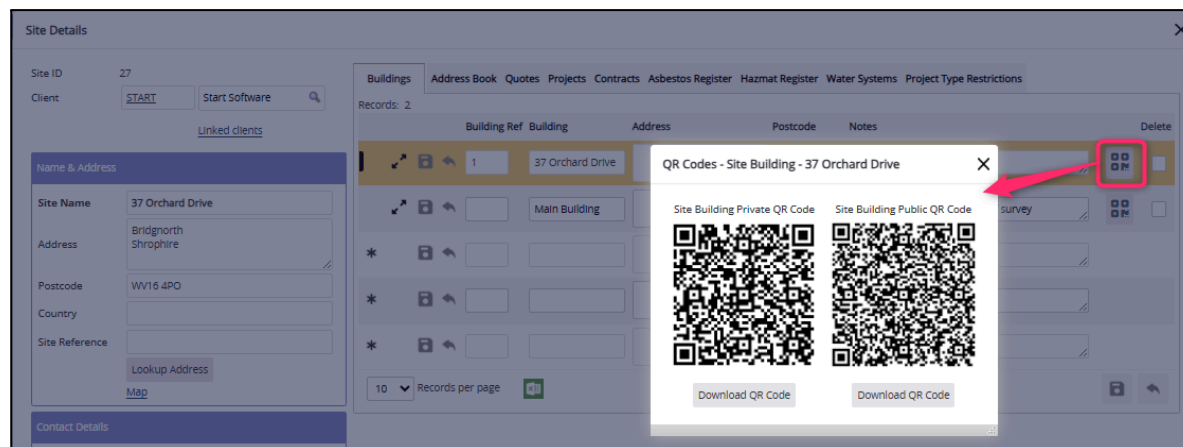 Site Details
Site ID 27
Client START Start Software
Linked clients
Name & Address
Site Name 37 Orchard Drive
Address Bridgnorth
Shrophire
Postcode WV16 4PO
Country
Site Reference
Lookup Address
Map
Contact Details
Buildings Address Book Quotes Projects Contracts Asbestos Register Hazmat Register Water Systems Project Type Restrictions
Records: 2
Building Ref Building Address Postcode Notes Delete
1 37 Orchard Drive
Main Building survey
10 Records per page
QR Codes - Site Building - 37 Orchard Drive
Site Building Private QR Code Site Building Public QR Code
Download QR Code Download QR Code